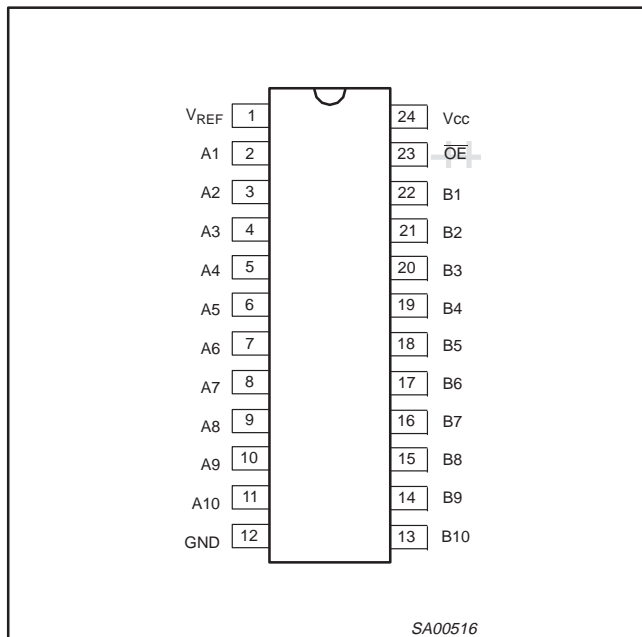 V_REF 1 24 Vcc
A1 2 23 O̅E̅
A2 3 22 B1
A3 4 21 B2
A4 5 20 B3
A5 6 19 B4
A6 7 18 B5
A7 8 17 B6
A8 9 16 B7
A9 10 15 B8
A10 11 14 B9
GND 12 13 B10
SA00516